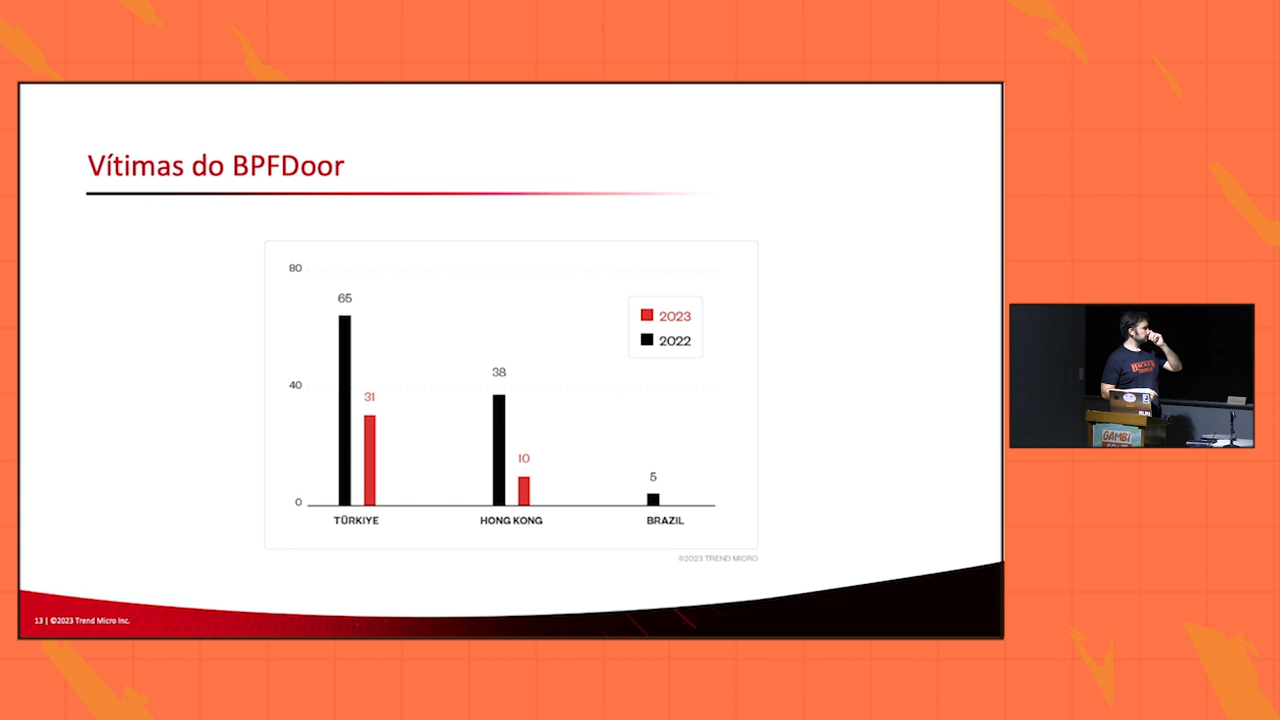 Vítimas do BPFDoor
80
65
2023
2022
38
40
31
10
5
0
TÜRKIYE
HONG KONG
BRAZIL
©2023 TREND MICRO
13 | ©2023 Trend Micro Inc.
GAMBI